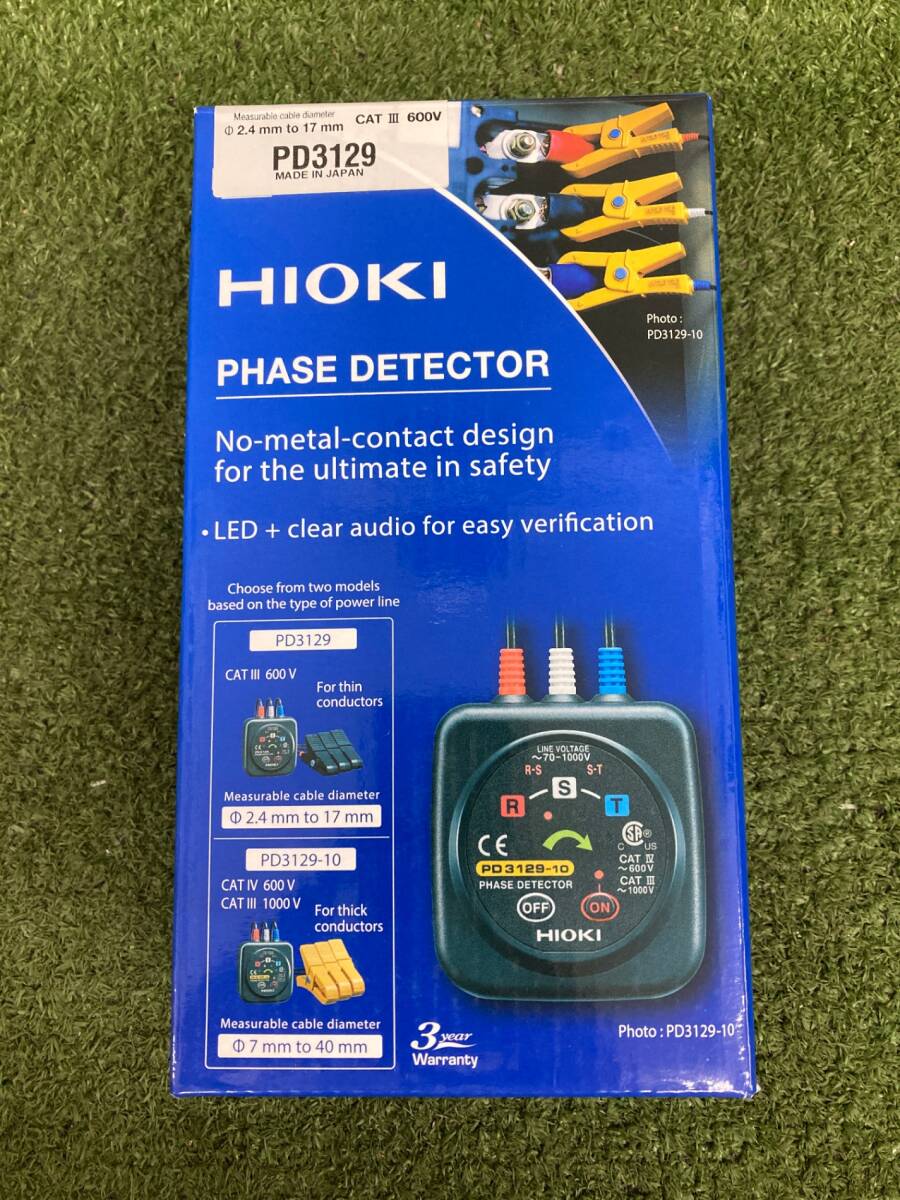 Measurable cable diameter
Φ 2.4 mm to 17 mm
CAT III 600V
PD3129
MADE IN JAPAN
HIOKI
Photo :
PD3129-10
PHASE DETECTOR
No-metal-contact design
for the ultimate in safety
• LED + clear audio for easy verification
Choose from two models
based on the type of power line
PD3129
CAT III 600 V
For thin
conductors
Measurable cable diameter
Φ 2.4 mm to 17 mm
PD3129-10
CAT IV 600 V
CAT III 1000 V
For thick
conductors
Measurable cable diameter
Φ 7 mm to 40 mm
LINE VOLTAGE
~70-1000V
R-S S-T
R S T
CE
C US
SA ®
PD3129-10
PHASE DETECTOR
CAT IV
~600V
CAT III
~1000V
OFF ON
HIOKI
3 year
Warranty
Photo : PD3129-10